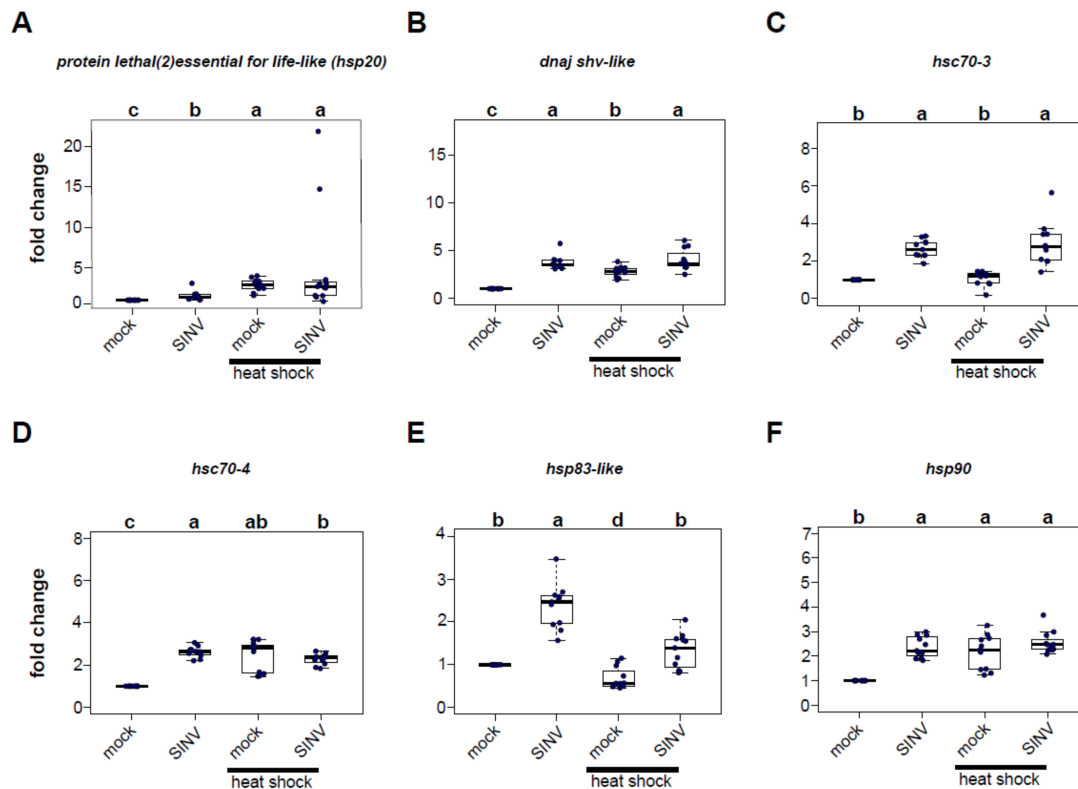 A
protein lethal(2)essential for life-like (hsp20)
c b a a
fold change
20
15
10
5
0
mock SINV mock SINV
heat shock
B
dnaj shv-like
c a b a
15
10
5
0
mock SINV mock SINV
heat shock
C
hsc70-3
b a b a
8
6
4
2
0
mock SINV mock SINV
heat shock
D
hsc70-4
c a ab b
fold change
8
6
4
2
0
mock SINV mock SINV
heat shock
E
hsp83-like
b a d b
4
3
2
1
0
mock SINV mock SINV
heat shock
F
hsp90
b a a a
7
6
5
4
3
2
1
0
mock SINV mock SINV
heat shock